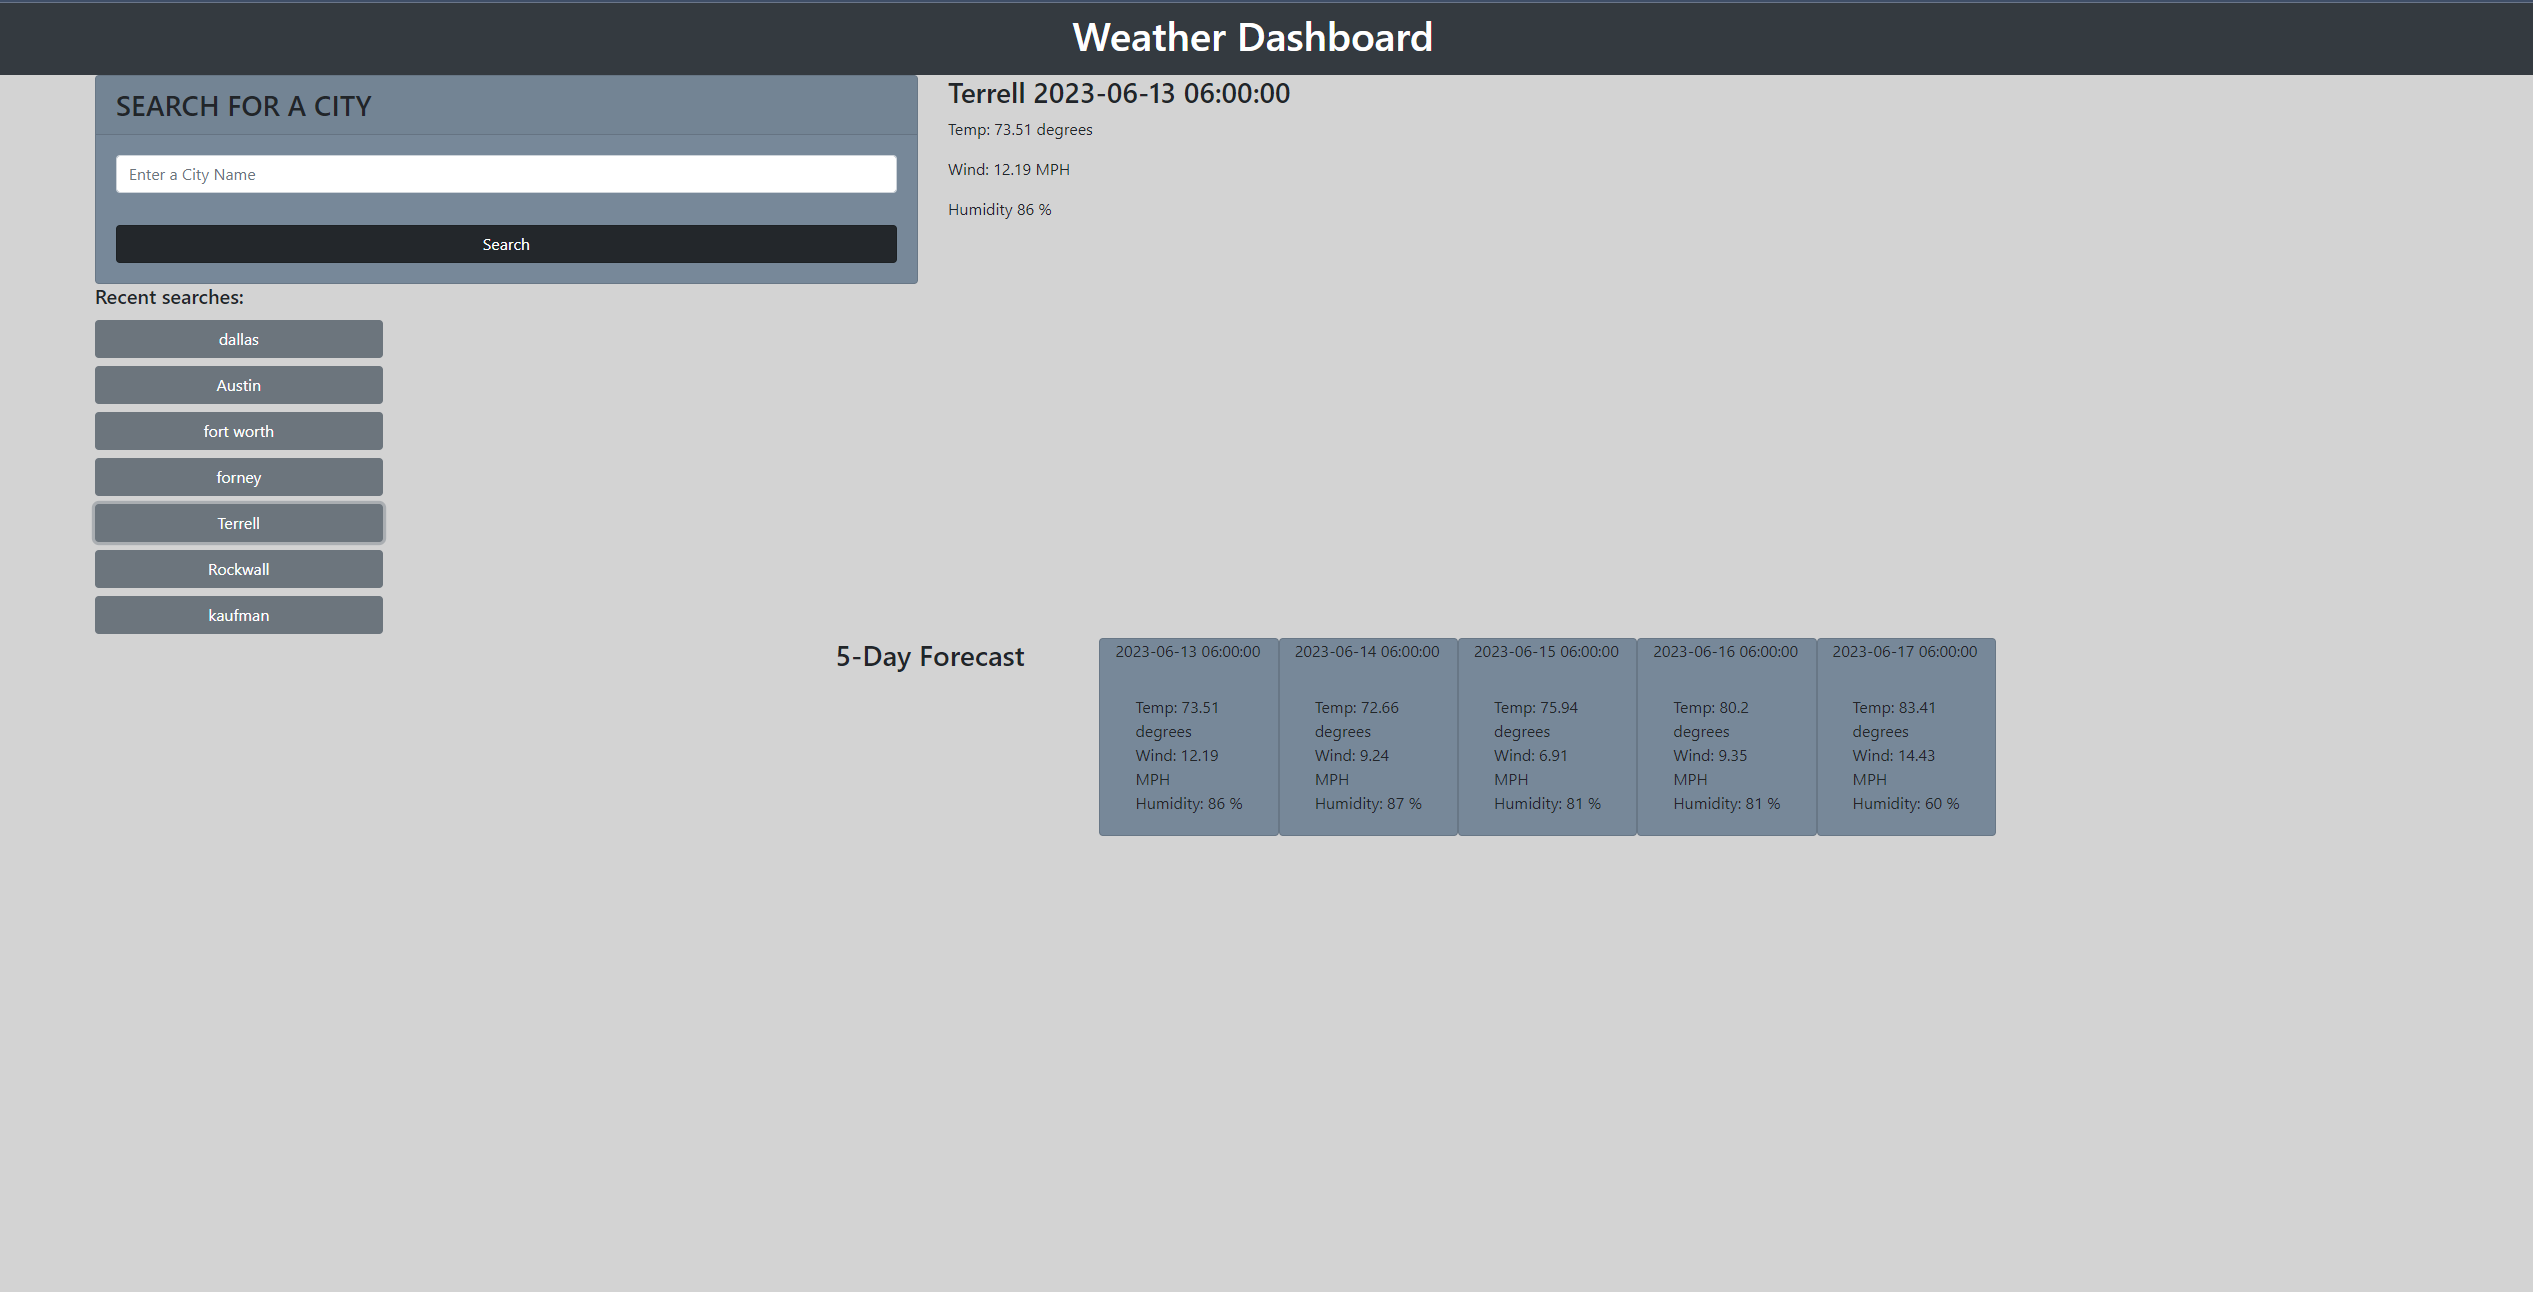 Weather Dashboard
SEARCH FOR A CITY
Enter a City Name
Search
Terrell 2023-06-13 06:00:00
Temp: 73.51 degrees
Wind: 12.19 MPH
Humidity 86 %
Recent searches:
dallas
Austin
fort worth
forney
Terrell
Rockwall
kaufman
5-Day Forecast
2023-06-13 06:00:00
Temp: 73.51
degrees
Wind: 12.19
MPH
Humidity: 86 %
2023-06-14 06:00:00
Temp: 72.66
degrees
Wind: 9.24
MPH
Humidity: 87 %
2023-06-15 06:00:00
Temp: 75.94
degrees
Wind: 6.91
MPH
Humidity: 81 %
2023-06-16 06:00:00
Temp: 80.2
degrees
Wind: 9.35
MPH
Humidity: 81 %
2023-06-17 06:00:00
Temp: 83.41
degrees
Wind: 14.43
MPH
Humidity: 60 %